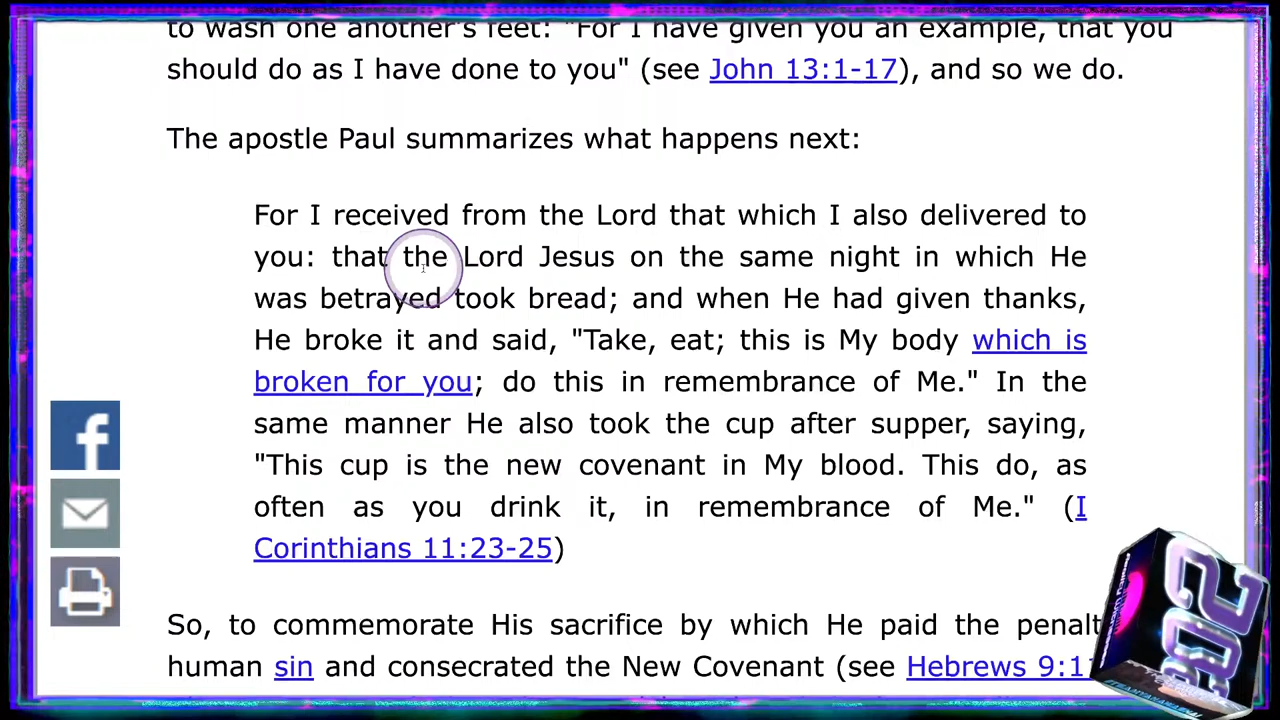 to wash one another's feet: "For I have given you an example, that you
should do as I have done to you" (see John 13:1-17), and so we do.
The apostle Paul summarizes what happens next:
For I received from the Lord that which I also delivered to
you: that the Lord Jesus on the same night in which He
was betrayed took bread; and when He had given thanks,
He broke it and said, "Take, eat; this is My body which is
broken for you; do this in remembrance of Me." In the
same manner He also took the cup after supper, saying,
"This cup is the new covenant in My blood. This do, as
often as you drink it, in remembrance of Me." (I
Corinthians 11:23-25)
So, to commemorate His sacrifice by which He paid the
human sin and consecrated the New Covenant (see Hebrews